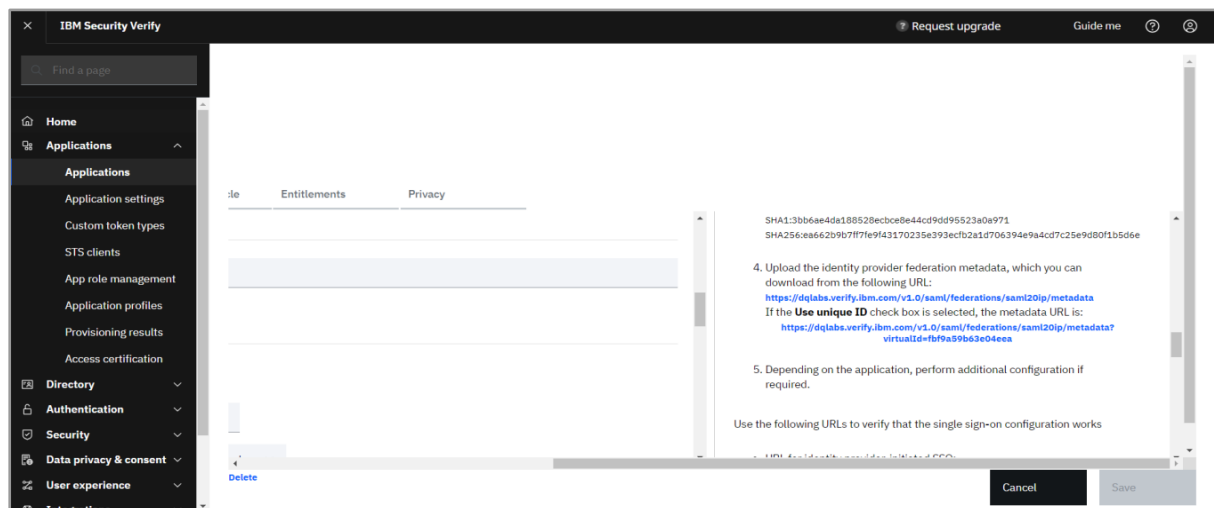 IBM Security Verify
Request upgrade
Guide me
Find a page
Home
Applications
Applications
Application settings
Custom token types
STS clients
App role management
Application profiles
Provisioning results
Access certification
Directory
Authentication
Security
Data privacy & consent
User experience
Entitlements
Privacy
SHA1:3bb6ae4da188528ecbce8e44cd9dd95523a0a971
SHA256:ea662b9b7ff7fe9f43170235e393ecfb2a1d706394e9a4cd7c25e9d80f1b5d6e
4. Upload the identity provider federation metadata, which you can
download from the following URL:
https://dqlabs.verify.ibm.com/v1.0/saml/federations/saml20ip/metadata
If the Use unique ID check box is selected, the metadata URL is:
https://dqlabs.verify.ibm.com/v1.0/saml/federations/saml20ip/metadata?
virtualId=fbf9a59b63e04eea
5. Depending on the application, perform additional configuration if
required.
Use the following URLs to verify that the single sign-on configuration works
Delete
Cancel
Save